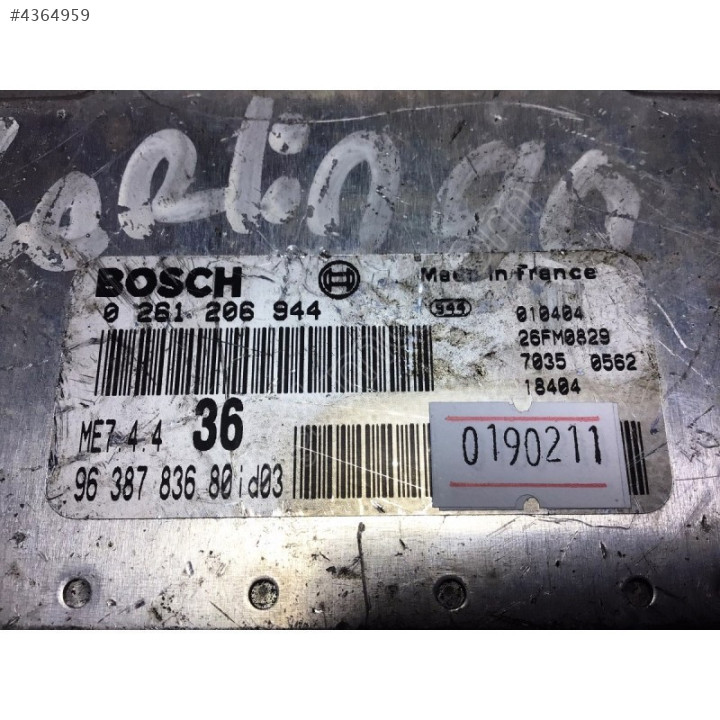 #4364959
BOSCH
Made in France
0 261 206 944
010404
26FM0829
7035 0562
18404
ME7.4.4 36
96 387 836 80 id03
0190211